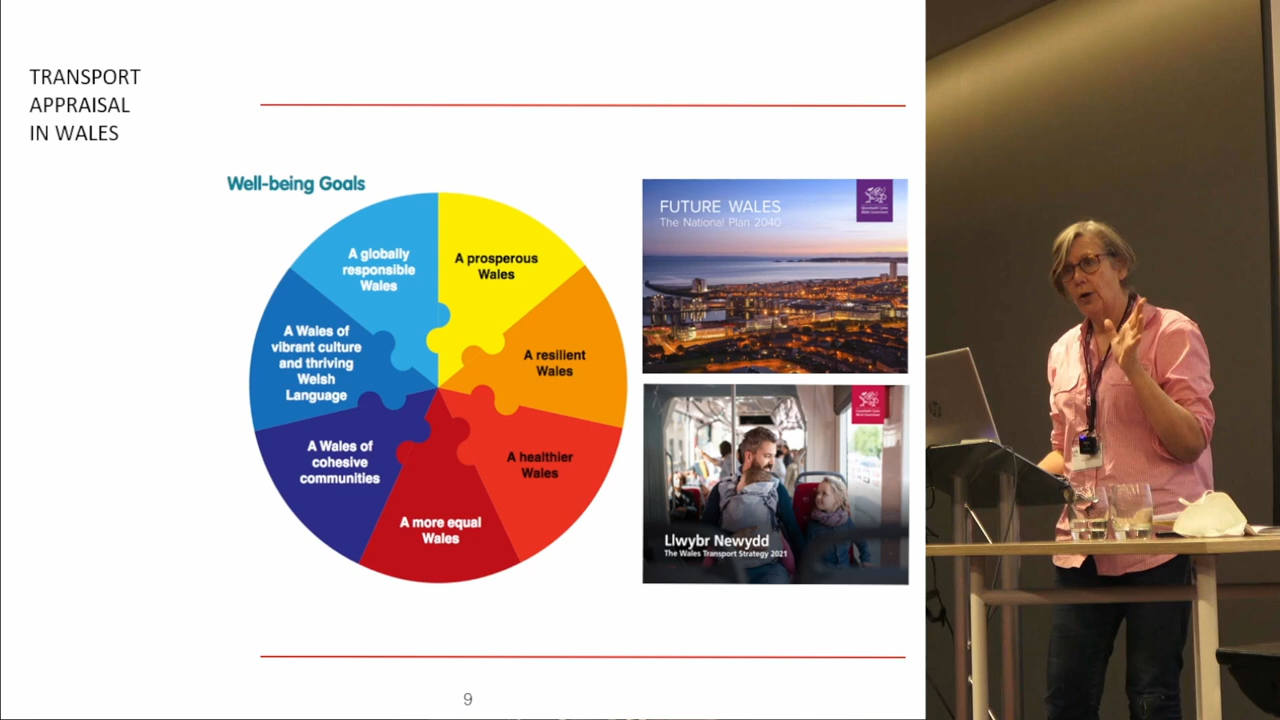 TRANSPORT
APPRAISAL
IN WALES
Well-being Goals
A globally
responsible
Wales
A prosperous
Wales
A Wales of
vibrant culture
and thriving
Welsh
Language
A resilient
Wales
A Wales of
cohesive
communities
A healthier
Wales
A more equal
Wales
FUTURE WALES
The National Plan 2040
Llwybr Newydd
The Wales Transport Strategy 2021
9